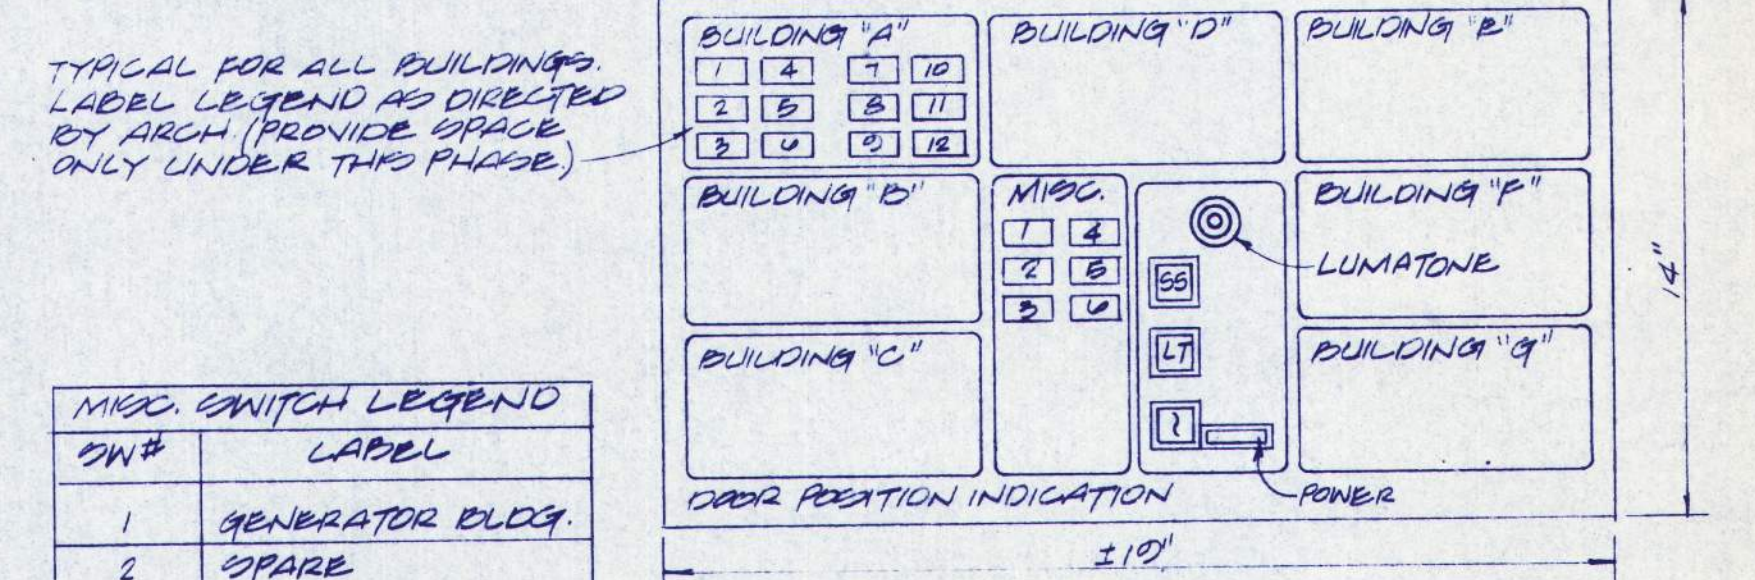 TYPICAL FOR ALL BUILDINGS.
LABEL LEGEND AS DIRECTED
BY ARCH. (PROVIDE SPACE
ONLY UNDER THIS PHASE.)
BUILDING "A"
1 4 7 10
2 5 8 11
3 6 9 12
BUILDING "D"
BUILDING "E"
BUILDING "B"
MISC.
1 4
2 5
3 6
SS
LT
BUILDING "F"
LUMATONE
BUILDING "C"
BUILDING "G"
DOOR POSITION INDICATION
POWER
14"
±19"
MISC. SWITCH LEGEND
SW# LABEL
1 GENERATOR BLDG.
2 SPARE